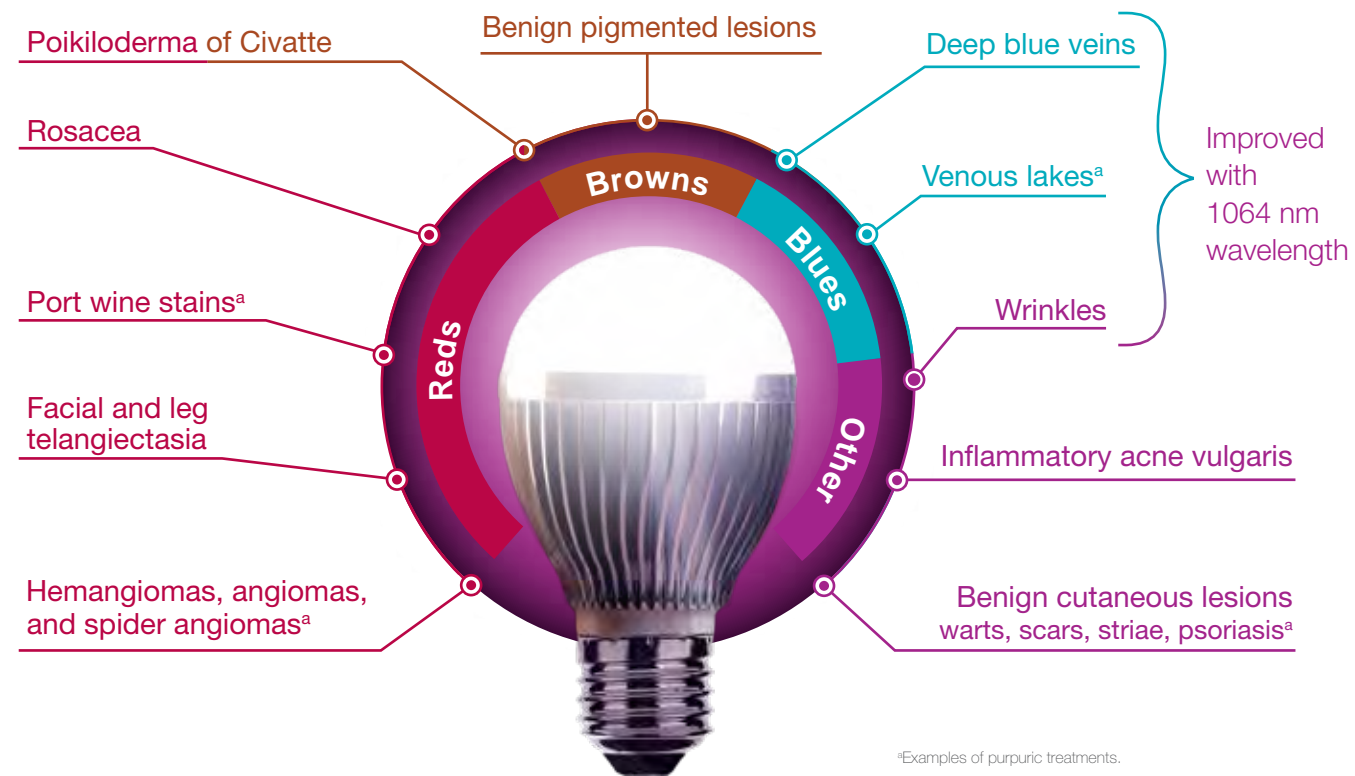 Poikiloderma of Civatte
Benign pigmented lesions
Deep blue veins
Rosacea
Venous lakesᵃ
Improved
with
1064 nm
wavelength
Port wine stainsᵃ
Wrinkles
Facial and leg
telangiectasia
Inflammatory acne vulgaris
Hemangiomas, angiomas,
and spider angiomasᵃ
Benign cutaneous lesions
warts, scars, striae, psoriasisᵃ
Reds
Browns
Blues
Other
ᵃExamples of purpuric treatments.